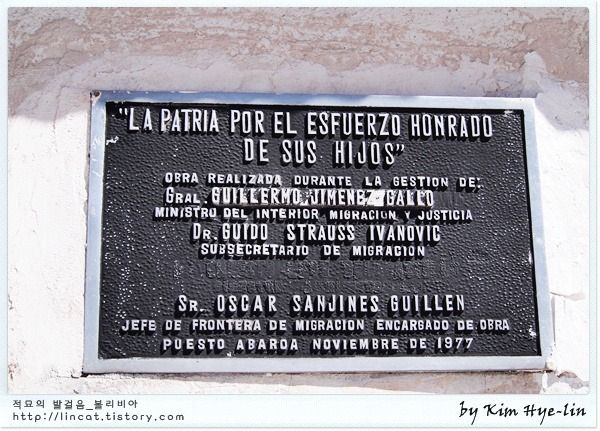 "LA PATRIA POR EL ESFUERZO HONRADO
DE SUS HIJOS"
OBRA REALIZADA DURANTE LA GESTION DE:
GRAL. GUILLERMO JIMENEZ GALLO
MINISTRO DEL INTERIOR MIGRACION Y JUSTICIA
DR. GUIDO STRAUSS IVANOVIC
SUBSECRETARIO DE MIGRACION
SR. OSCAR SANJINES GUILLEN
JEFE DE FRONTERA DE MIGRACION ENCARGADO DE OBRA
PUESTO ABAROA NOVIEMBRE DE 1977
적묘의 발걸음_볼리비아
http://lincat.tistory.com
by Kim Hye-lin